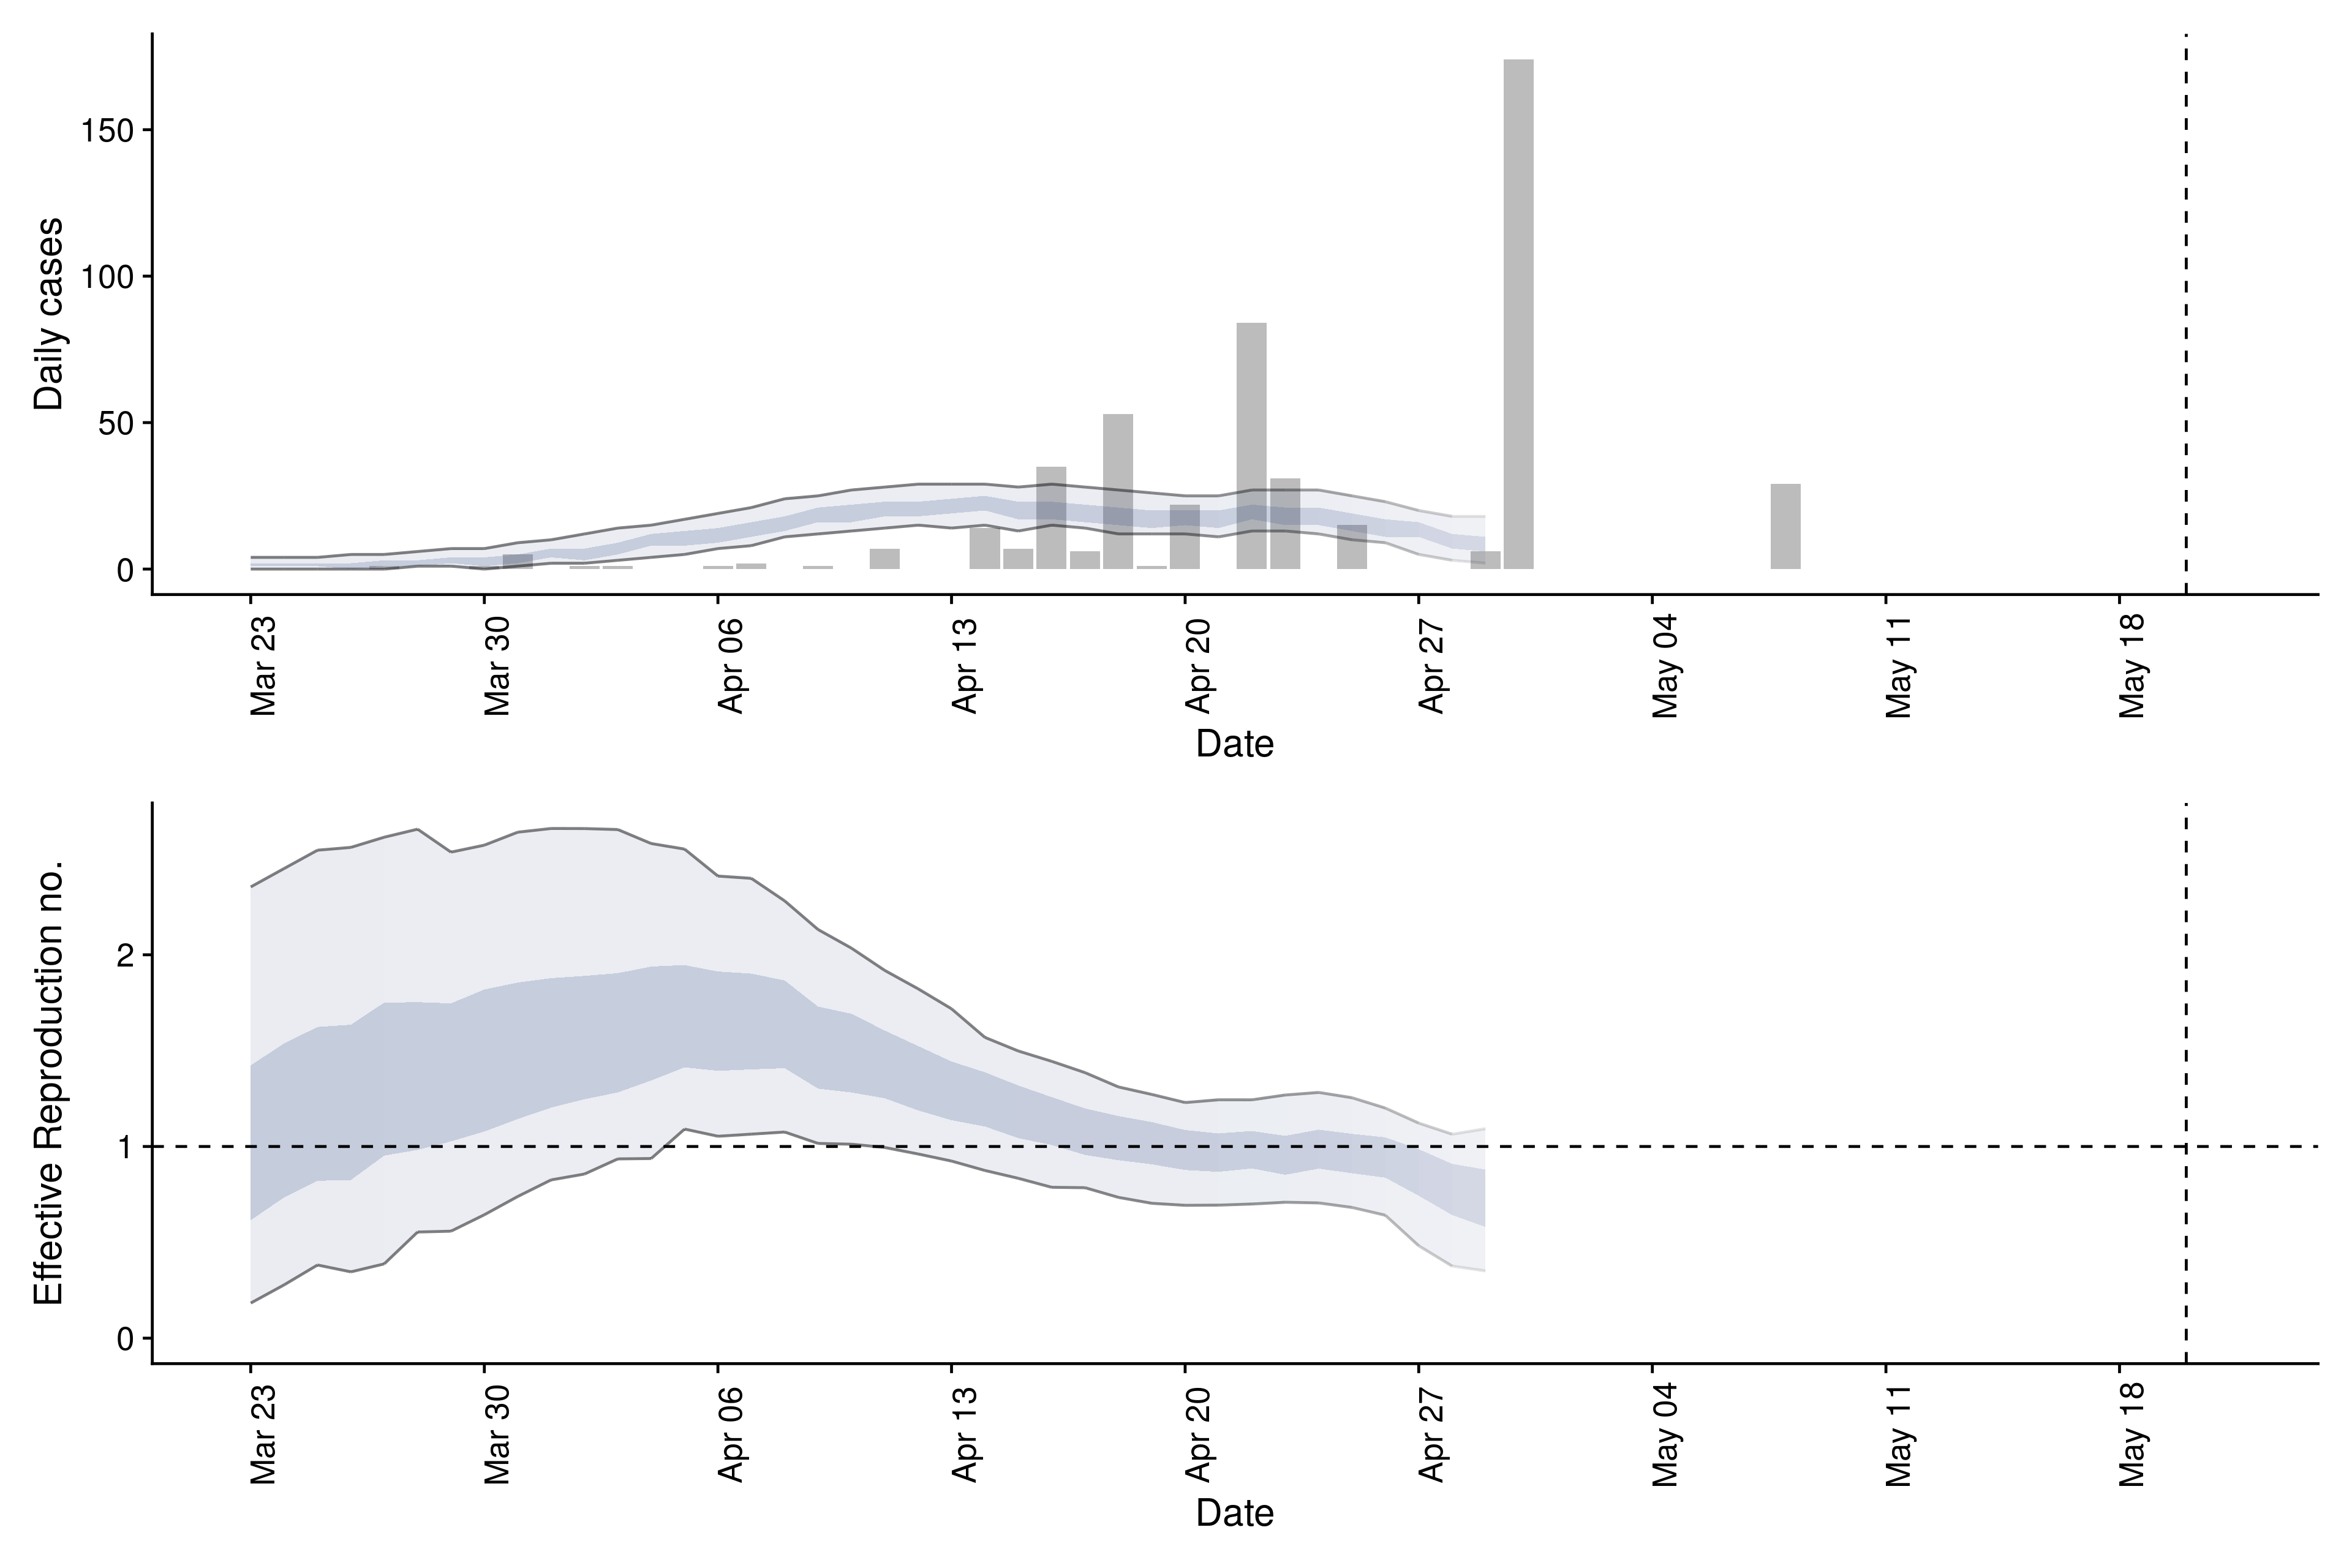 Daily cases
150
100
50
0
Mar 23
Mar 30
Apr 06
Apr 13
Apr 20
Apr 27
May 04
May 11
May 18
Date
Effective Reproduction no.
2
1
0
Mar 23
Mar 30
Apr 06
Apr 13
Apr 20
Apr 27
May 04
May 11
May 18
Date